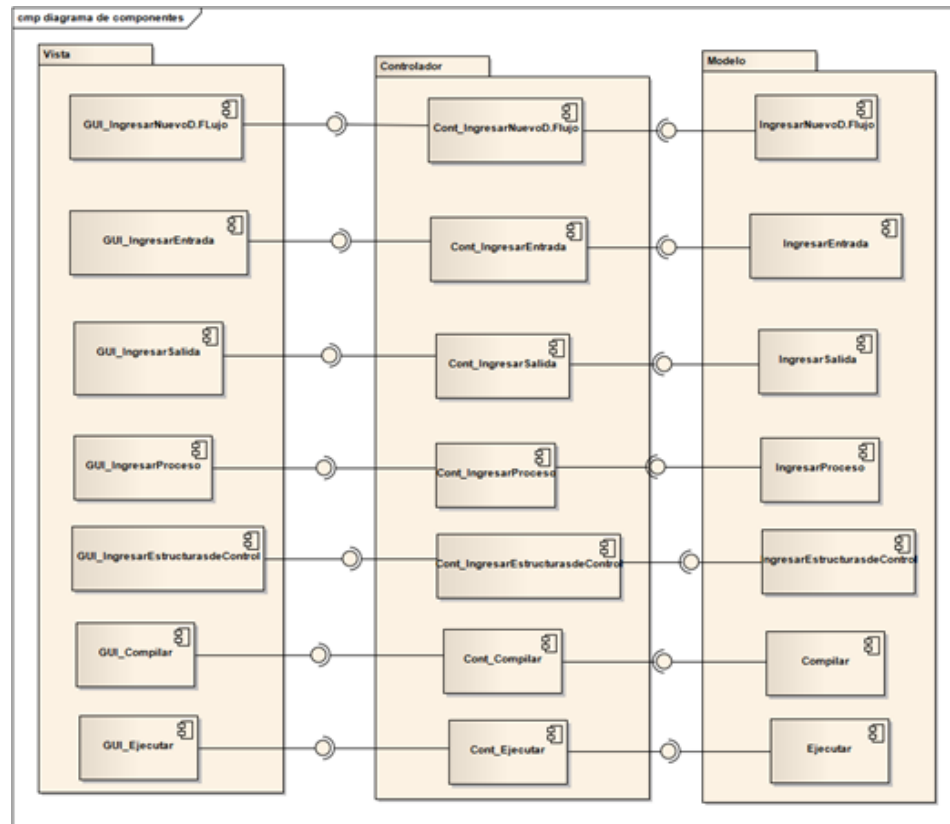 cmp diagrama de componentes
Vista
Controlador
Modelo
GUI_IngresarNuevoD.FLujo
Cont_IngresarNuevoD.Flujo
IngresarNuevoD.Flujo
GUI_IngresarEntrada
Cont_IngresarEntrada
IngresarEntrada
GUI_IngresarSalida
Cont_IngresarSalida
IngresarSalida
GUI_IngresarProceso
Cont_IngresarProceso
IngresarProceso
GUI_IngresarEstructurasdeControl
Cont_IngresarEstructurasdeControl
IngresarEstructurasdeControl
GUI_Compilar
Cont_Compilar
Compilar
GUI_Ejecutar
Cont_Ejecutar
Ejecutar